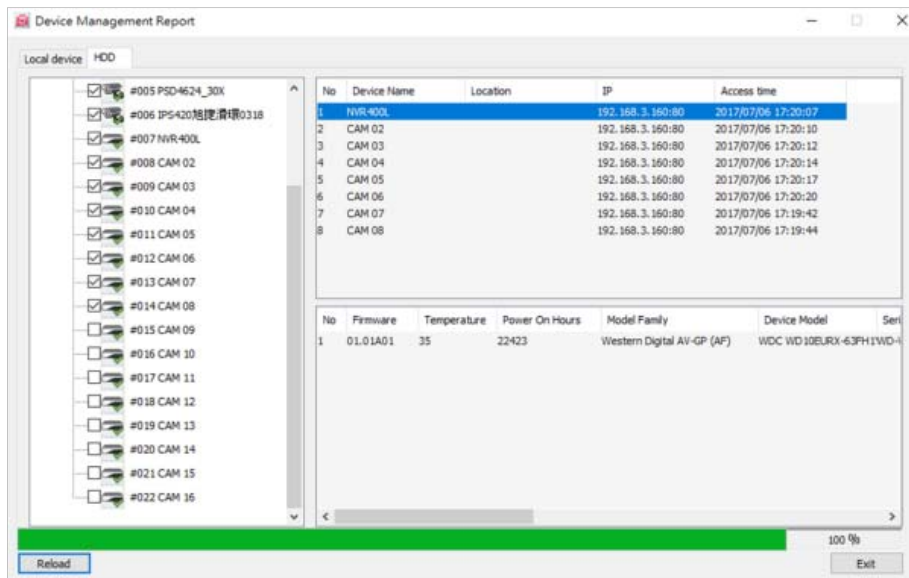 Device Management Report
Local device HDD
#005 PSD4624_30X
#006 IPS420旭捷滑環0318
#007 NVR400L
#008 CAM 02
#009 CAM 03
#010 CAM 04
#011 CAM 05
#012 CAM 06
#013 CAM 07
#014 CAM 08
#015 CAM 09
#016 CAM 10
#017 CAM 11
#018 CAM 12
#019 CAM 13
#020 CAM 14
#021 CAM 15
#022 CAM 16
No Device Name Location IP Access time
1 NVR400L 192.168.3.160:80 2017/07/06 17:20:07
2 CAM 02 192.168.3.160:80 2017/07/06 17:20:10
3 CAM 03 192.168.3.160:80 2017/07/06 17:20:12
4 CAM 04 192.168.3.160:80 2017/07/06 17:20:14
5 CAM 05 192.168.3.160:80 2017/07/06 17:20:17
6 CAM 06 192.168.3.160:80 2017/07/06 17:20:20
7 CAM 07 192.168.3.160:80 2017/07/06 17:19:42
8 CAM 08 192.168.3.160:80 2017/07/06 17:19:44
No Firmware Temperature Power On Hours Model Family Device Model Seri
1 01.01A01 35 22423 Western Digital AV-GP (AF) WDC WD10EURX-63FH1 WD-
100 %
Reload Exit